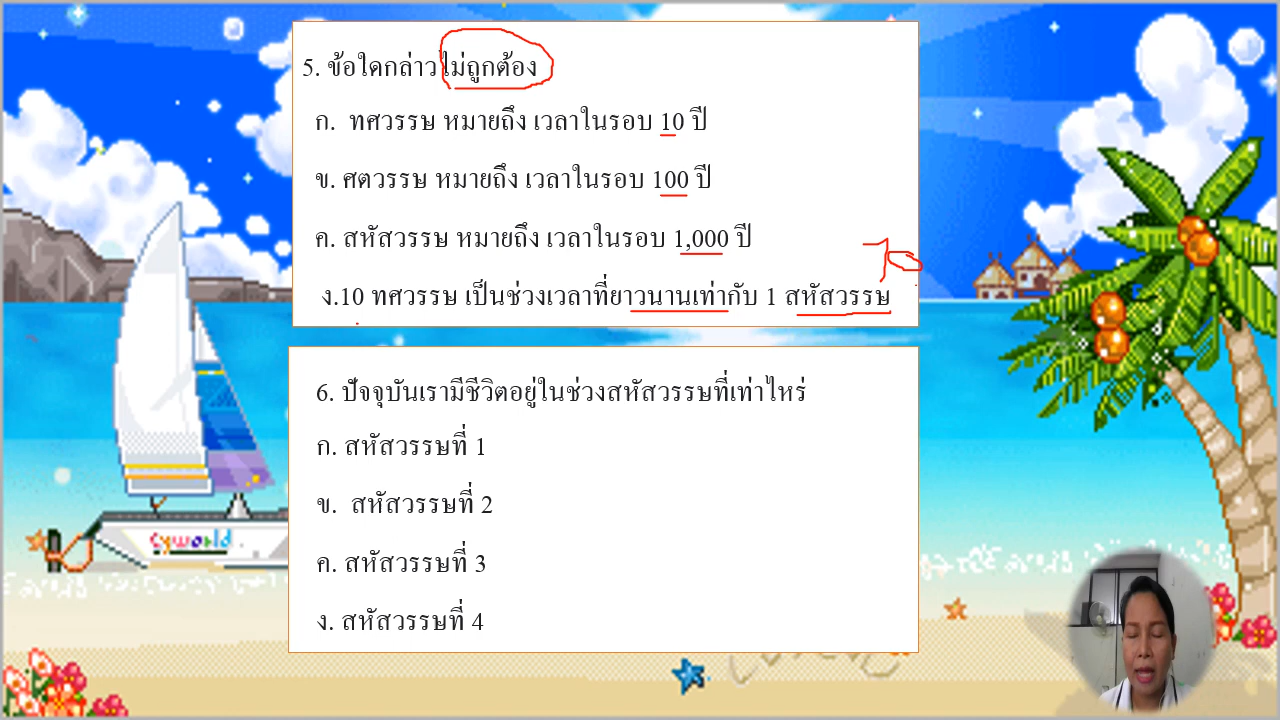 5. ข้อใดกล่าวไม่ถูกต้อง
ก. ทศวรรษ หมายถึง เวลาในรอบ 10 ปี
ข. ศตวรรษ หมายถึง เวลาในรอบ 100 ปี
ค. สหัสวรรษ หมายถึง เวลาในรอบ 1,000 ปี
ง.10 ทศวรรษ เป็นช่วงเวลาที่ยาวนานเท่ากับ 1 สหัสวรรษ
6. ปัจจุบันเรามีชีวิตอยู่ในช่วงสหัสวรรษที่เท่าไหร่
ก. สหัสวรรษที่ 1
ข. สหัสวรรษที่ 2
ค. สหัสวรรษที่ 3
ง. สหัสวรรษที่ 4
cyworld